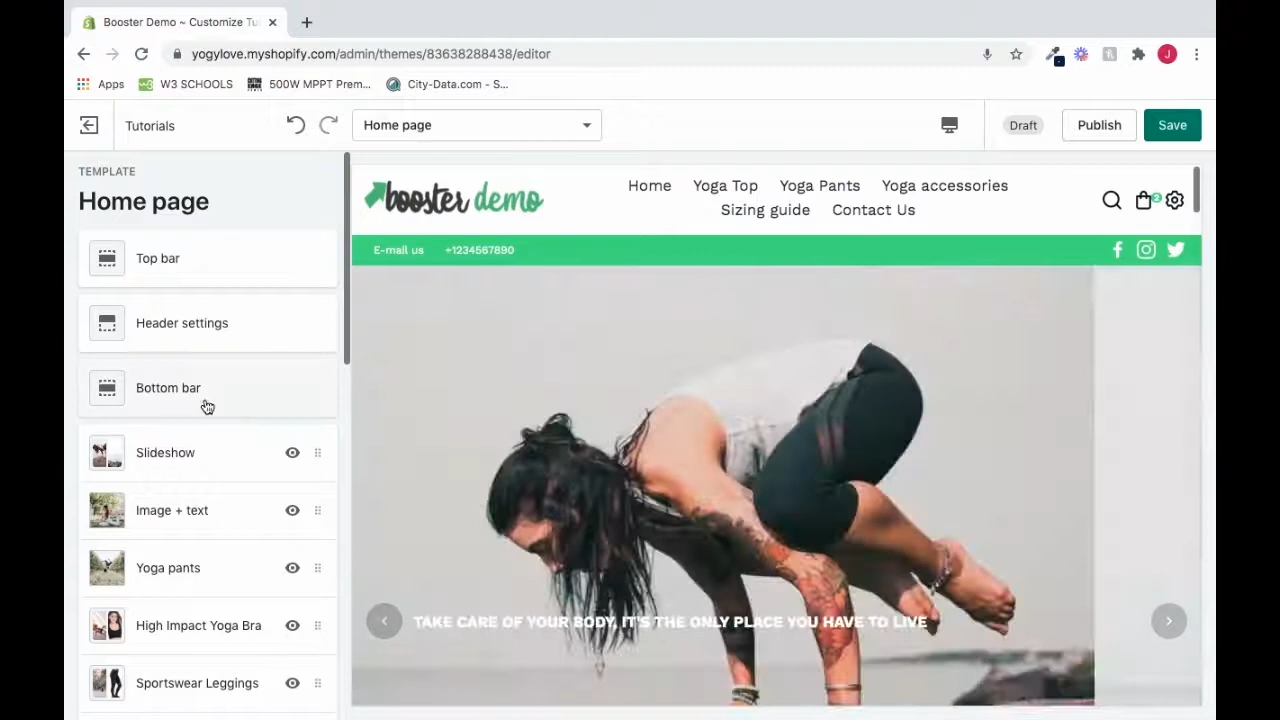 Booster Demo ~ Customize Tu
yogylove.myshopify.com/admin/themes/83638288438/editor
J
Apps
W3 SCHOOLS
500W MPPT Prem...
City-Data.com - S...
Tutorials
Home page
Draft
Publish
Save
TEMPLATE
Home page
Top bar
Header settings
Bottom bar
Slideshow
Image + text
Yoga pants
High Impact Yoga Bra
Sportswear Leggings
booster demo
Home
Yoga Top
Yoga Pants
Yoga accessories
Sizing guide
Contact Us
2
E-mail us
+1234567890
TAKE CARE OF YOUR BODY, IT'S THE ONLY PLACE YOU HAVE TO LIVE